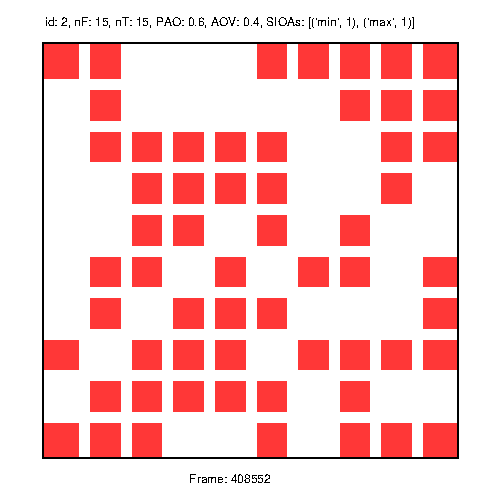 id: 2, nF: 15, nT: 15, PAO: 0.6, AOV: 0.4, SIOAs: [('min', 1), ('max', 1)]
Frame: 408552